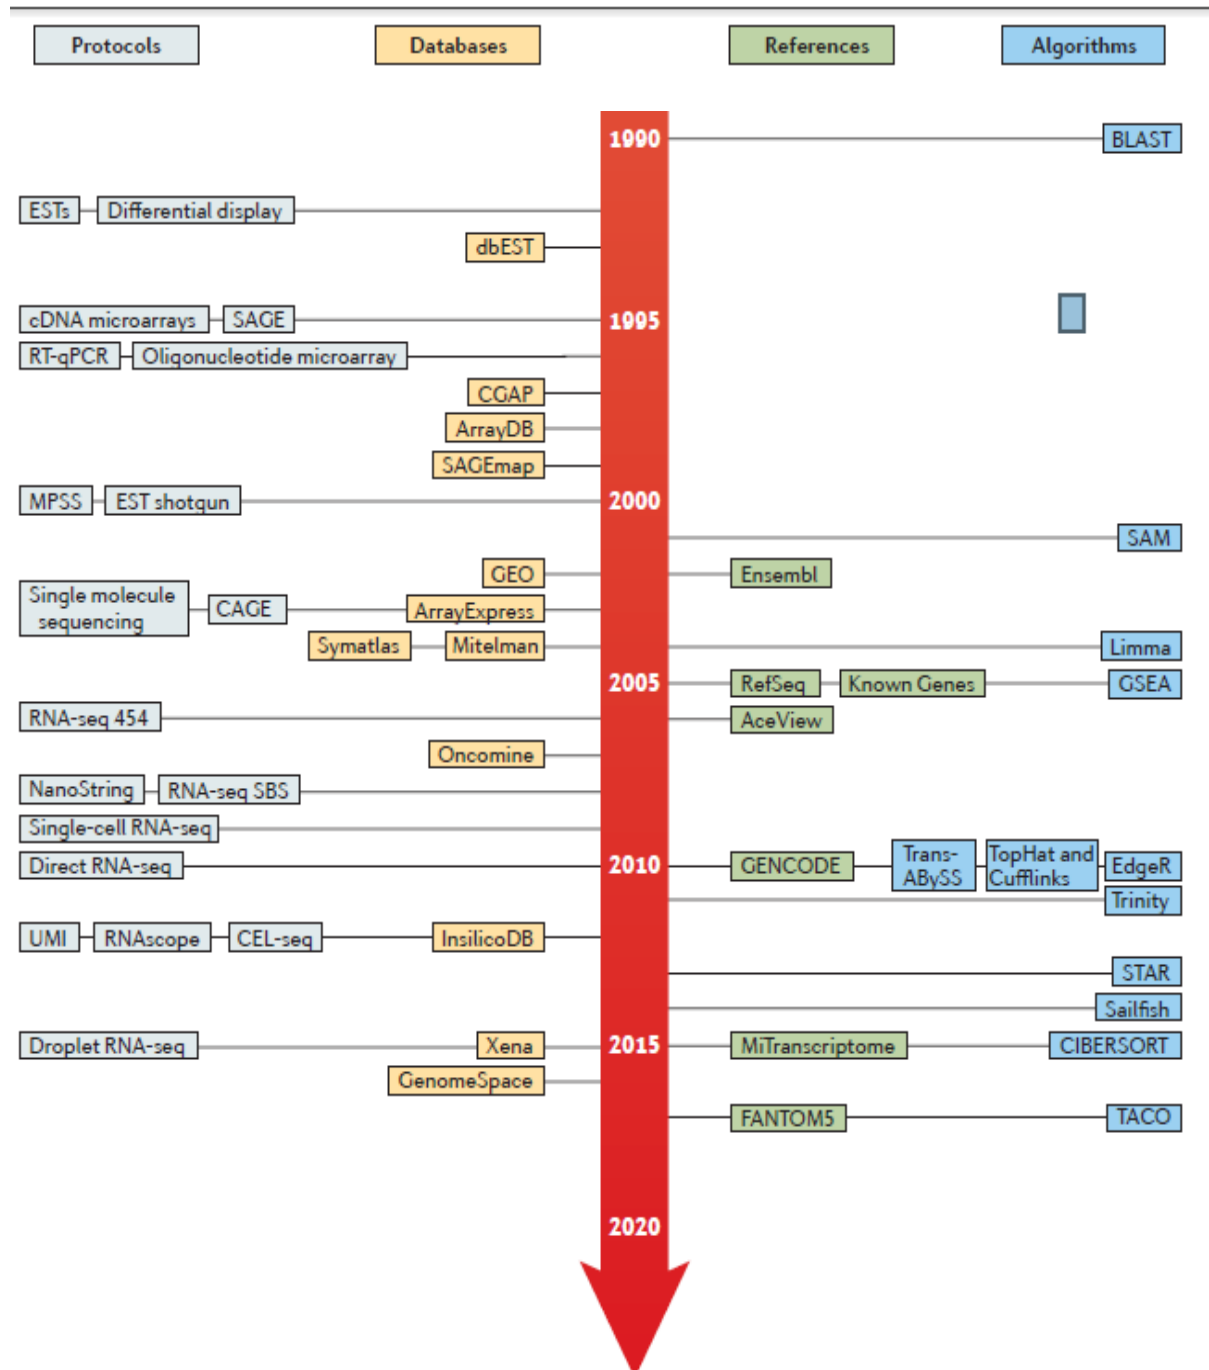 Protocols
Databases
References
Algorithms
1990
BLAST
ESTs
Differential display
dbEST
cDNA microarrays
SAGE
1995
RT-qPCR
Oligonucleotide microarray
CGAP
ArrayDB
SAGEmap
MPSS
EST shotgun
2000
SAM
GEO
Ensembl
Single molecule
sequencing
CAGE
ArrayExpress
Symatlas
Mitelman
Limma
2005
RefSeq
Known Genes
GSEA
RNA-seq 454
AceView
Oncomine
NanoString
RNA-seq SBS
Single-cell RNA-seq
Direct RNA-seq
2010
GENCODE
Trans-
ABySS
TopHat and
Cufflinks
EdgeR
Trinity
UMI
RNAscope
CEL-seq
InsilicoDB
STAR
Sailfish
Droplet RNA-seq
Xena
2015
MiTranscriptome
CIBERSORT
GenomeSpace
FANTOM5
TACO
2020